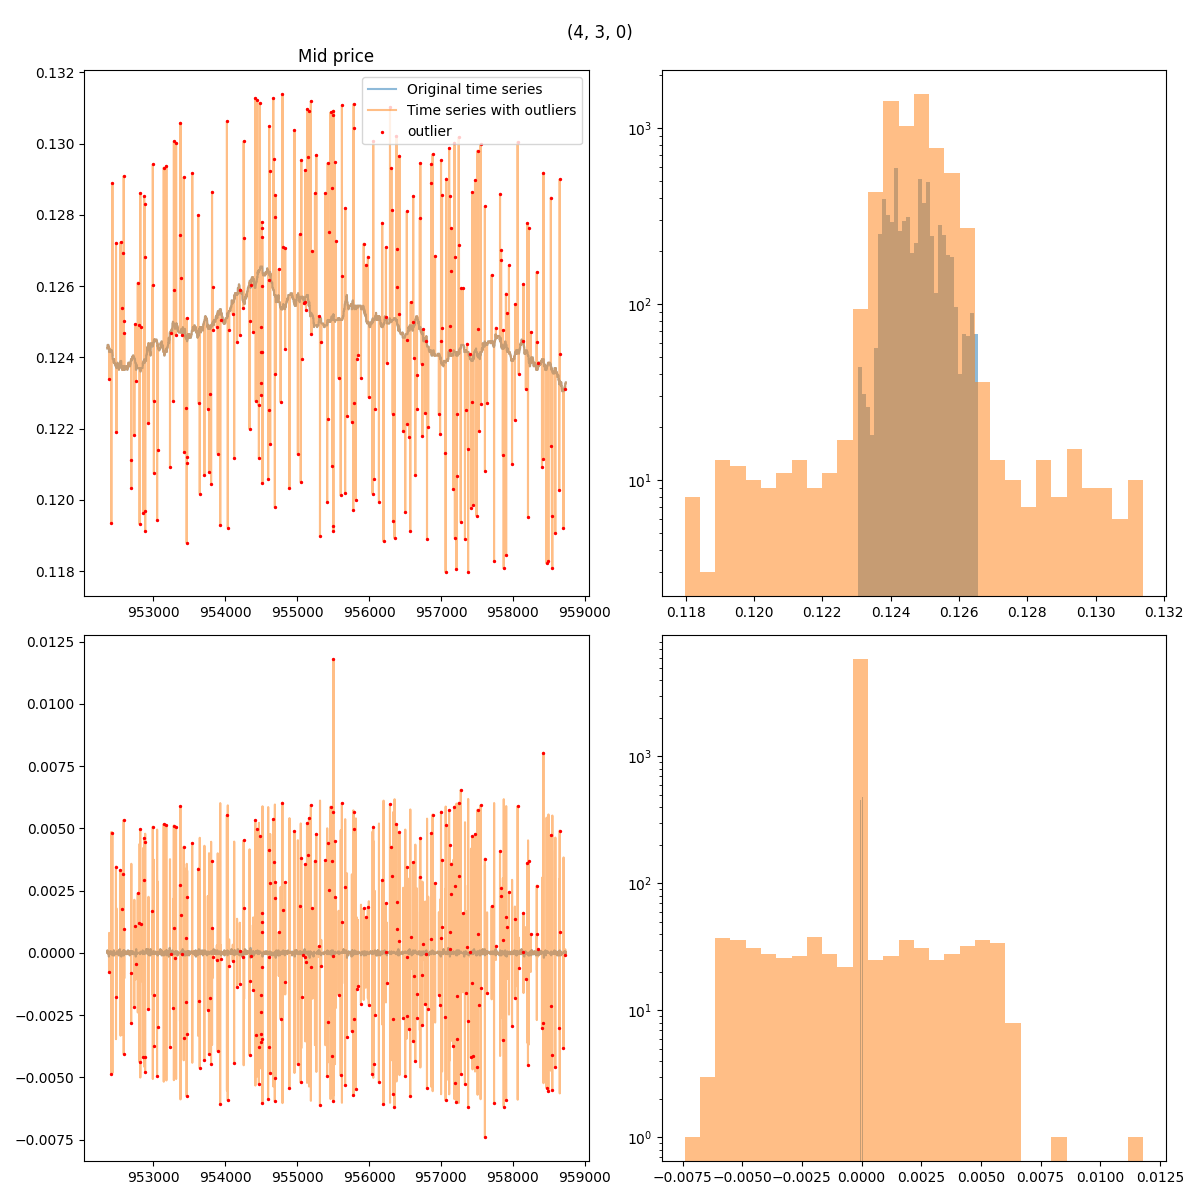 (4, 3, 0)
Mid price
Original time series
Time series with outliers
outlier
0.132
0.130
0.128
0.126
0.124
0.122
0.120
0.118
953000 954000 955000 956000 957000 958000 959000
10³
10²
10¹
0.118 0.120 0.122 0.124 0.126 0.128 0.130 0.132
0.0125
0.0100
0.0075
0.0050
0.0025
0.0000
−0.0025
−0.0050
−0.0075
953000 954000 955000 956000 957000 958000 959000
10³
10²
10¹
10⁰
−0.0075 −0.0050 −0.0025 0.0000 0.0025 0.0050 0.0075 0.0100 0.0125